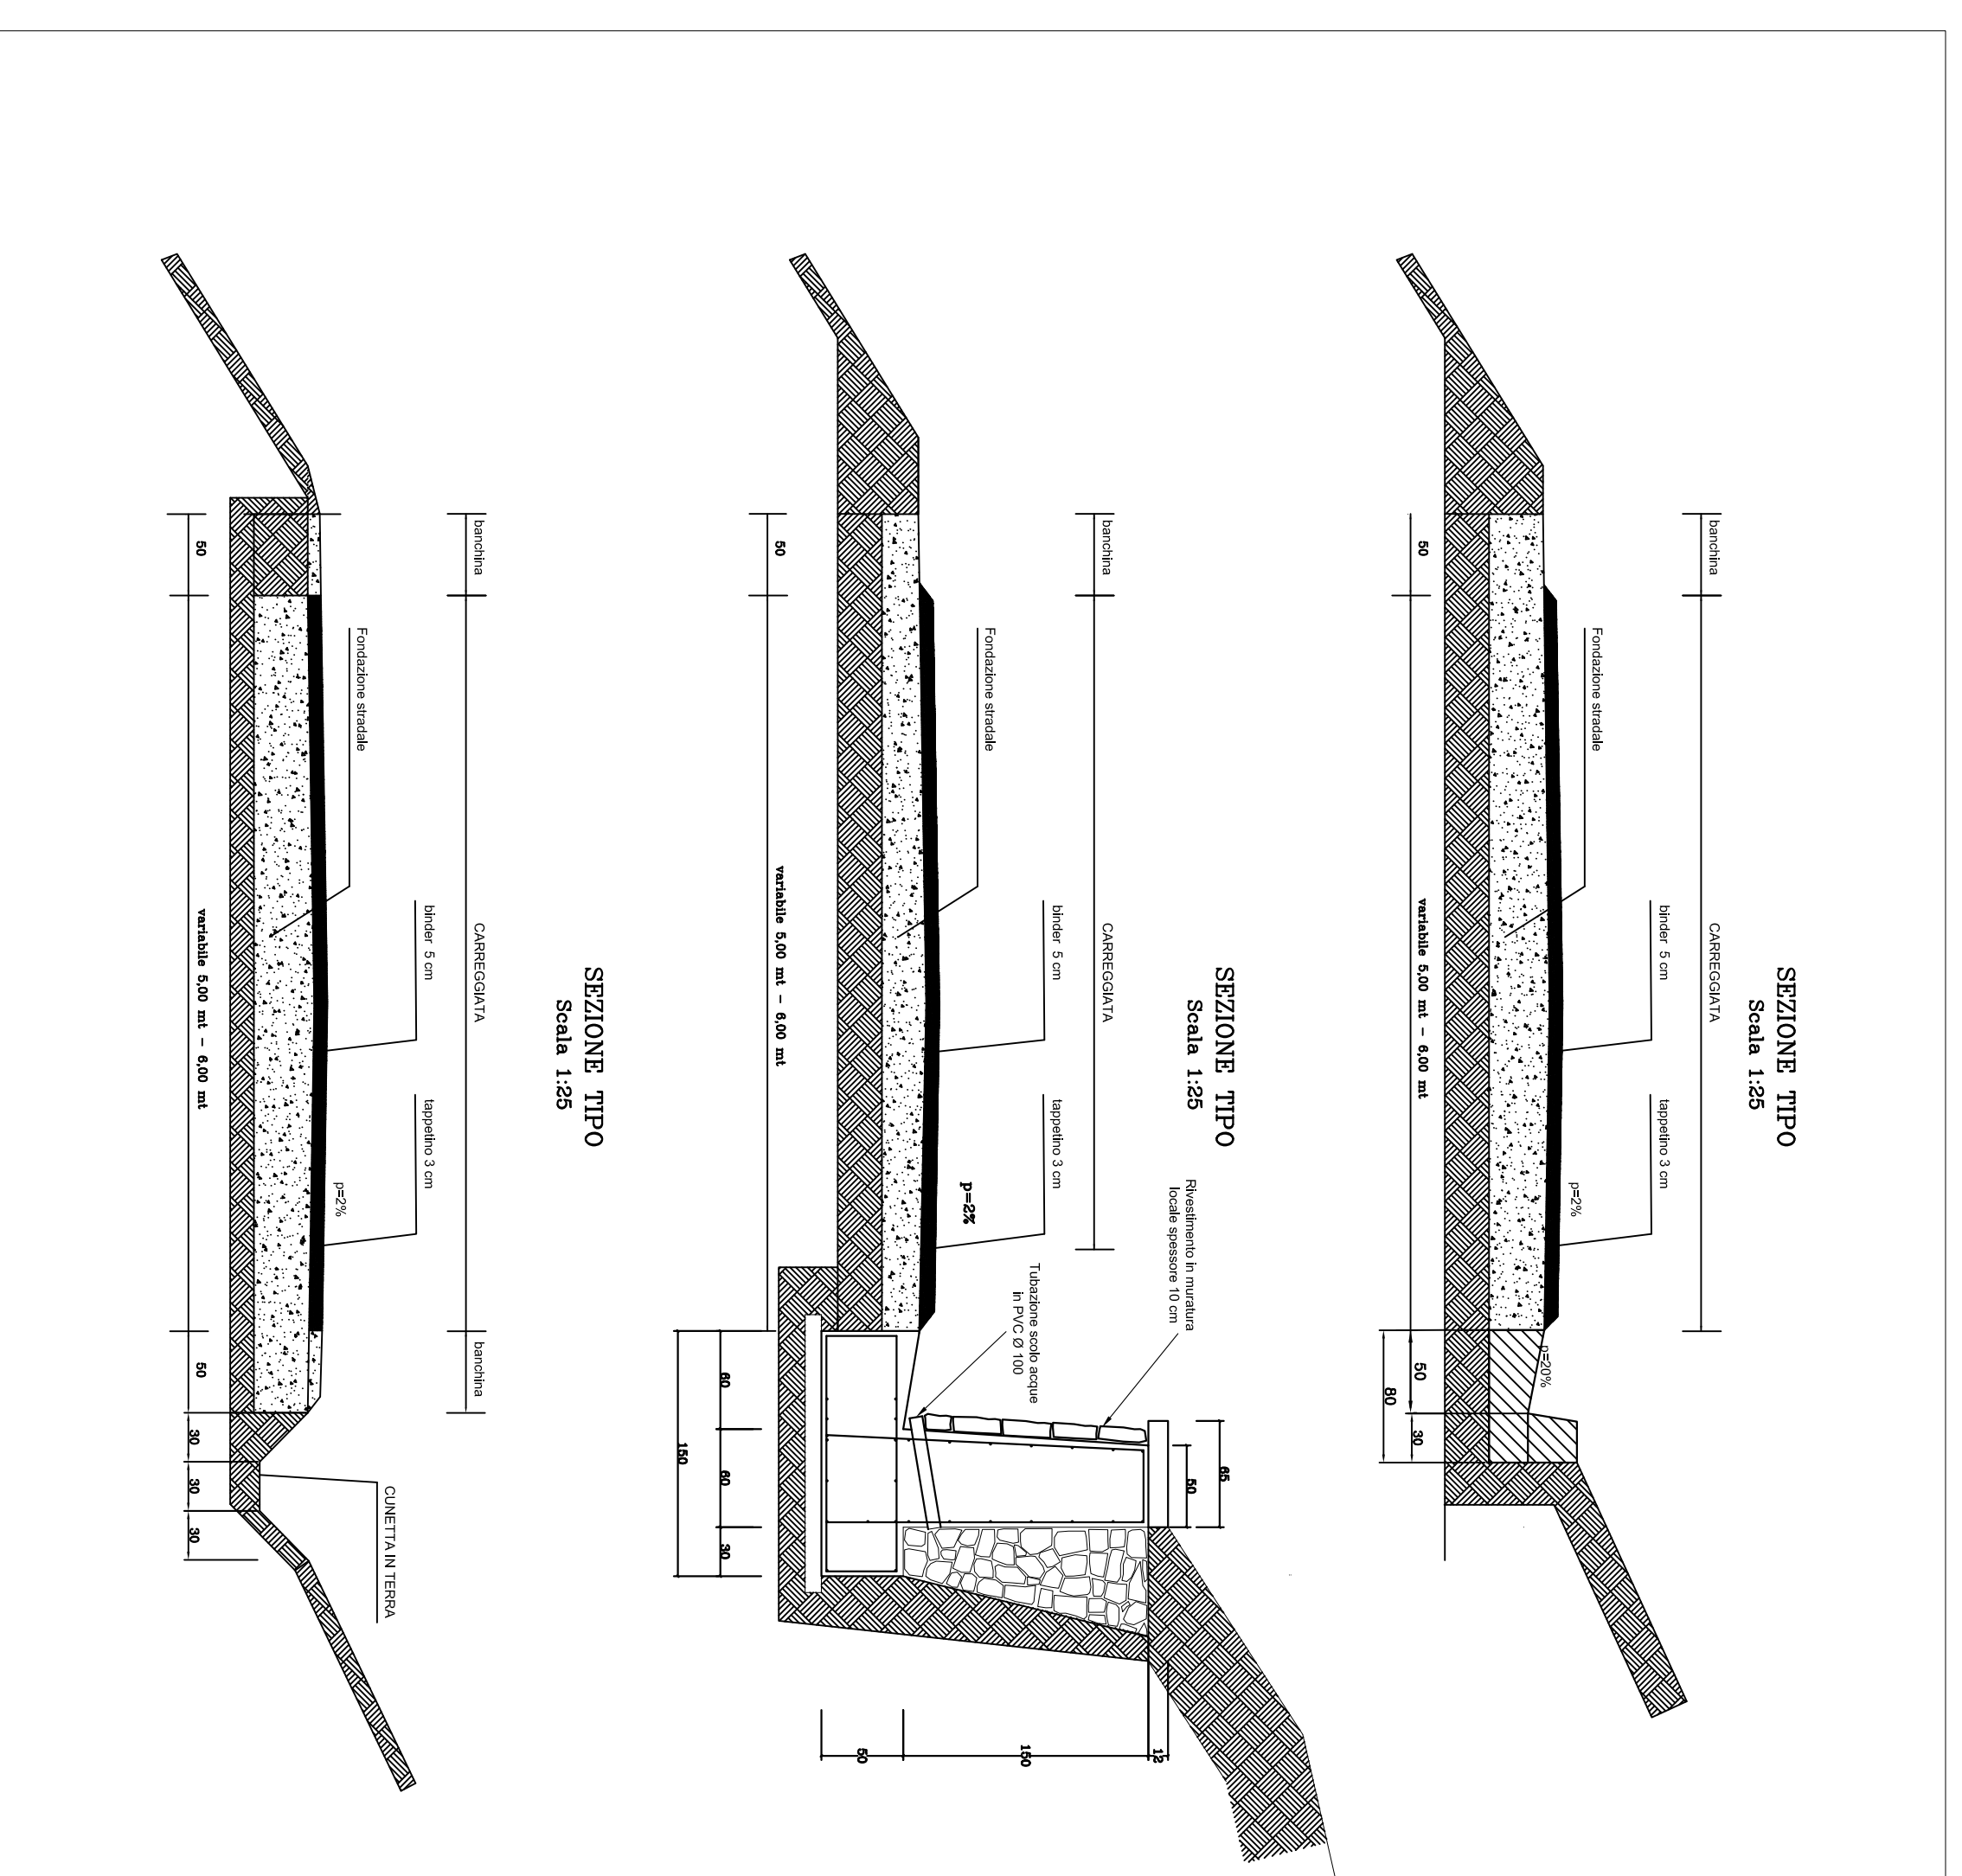 SEZIONE TIPO
Scala 1:25
CARREGGIATA
banchina
binder 5 cm
tappetino 3 cm
Fondazione stradale
p=2%
p=20%
50
variabile 5,00 mt - 6,00 mt
50
30
80
SEZIONE TIPO
Scala 1:25
Rivestimento in muratura
locale spessore 10 cm
CARREGGIATA
banchina
binder 5 cm
tappetino 3 cm
Tubazione scolo acque
in PVC Ø 100
Fondazione stradale
p=2%
65
50
50
variabile 5,00 mt - 6,00 mt
60
60
30
150
50
150
12
SEZIONE TIPO
Scala 1:25
banchina
CARREGGIATA
banchina
binder 5 cm
tappetino 3 cm
Fondazione stradale
p=2%
CUNETTA IN TERRA
50
variabile 5,00 mt - 6,00 mt
50
30
30
30